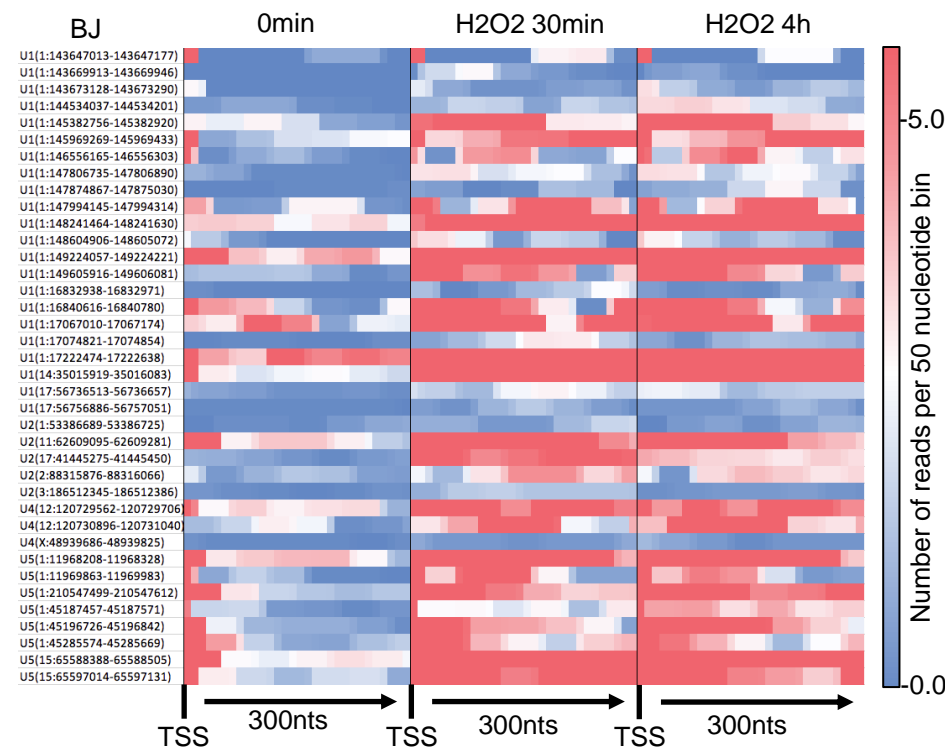 BJ 0min H2O2 30min H2O2 4h
U1(1:143647013-143647177)
U1(1:143669913-143669946)
U1(1:143673128-143673290)
U1(1:144534037-144534201)
U1(1:145382756-145382920)
U1(1:145969269-145969433)
U1(1:146556165-146556303)
U1(1:147806735-147806890)
U1(1:147874867-147875030)
U1(1:147994145-147994314)
U1(1:148241464-148241630)
U1(1:148604906-148605072)
U1(1:149224057-149224221)
U1(1:149605916-149606081)
U1(1:16832938-16832971)
U1(1:16840616-16840780)
U1(1:17067010-17067174)
U1(1:17074821-17074854)
U1(1:17222474-17222638)
U1(14:35015919-35016083)
U1(17:56736513-56736657)
U1(17:56756886-56757051)
U2(1:53386689-53386725)
U2(11:62609095-62609281)
U2(17:41445275-41445450)
U2(2:88315876-88316066)
U2(3:186512345-186512386)
U4(12:120729562-120729706)
U4(12:120730896-120731040)
U4(X:48939686-48939825)
U5(1:11968208-11968328)
U5(1:11969863-11969983)
U5(1:210547499-210547612)
U5(1:45187457-45187571)
U5(1:45196726-45196842)
U5(1:45285574-45285669)
U5(15:65588388-65588505)
U5(15:65597014-65597131)
TSS 300nts TSS 300nts TSS 300nts
-5.0
Number of reads per 50 nucleotide bin
-0.0